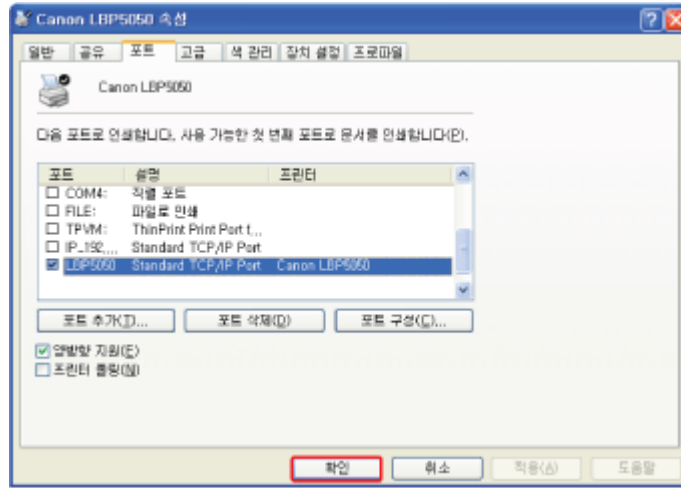 Canon LBP5050 속성
일반 공유 포트 고급 색 관리 장치 설정 프로파일
Canon LBP5050
다음 포트로 인쇄합니다. 사용 가능한 첫 번째 포트로 문서를 인쇄합니다(P).
포트 설명 프린터
COM4: 직렬 포트
FILE: 파일로 인쇄
TPVM: ThinPrint Print Port t...
IP_192,... Standard TCP/IP Port
LBP5050 Standard TCP/IP Port Canon LBP5050
포트 추가(T)... 포트 삭제(D) 포트 구성(C)...
양방향 지원(E)
프린터 풀링(N)
확인 취소 적용(A) 도움말